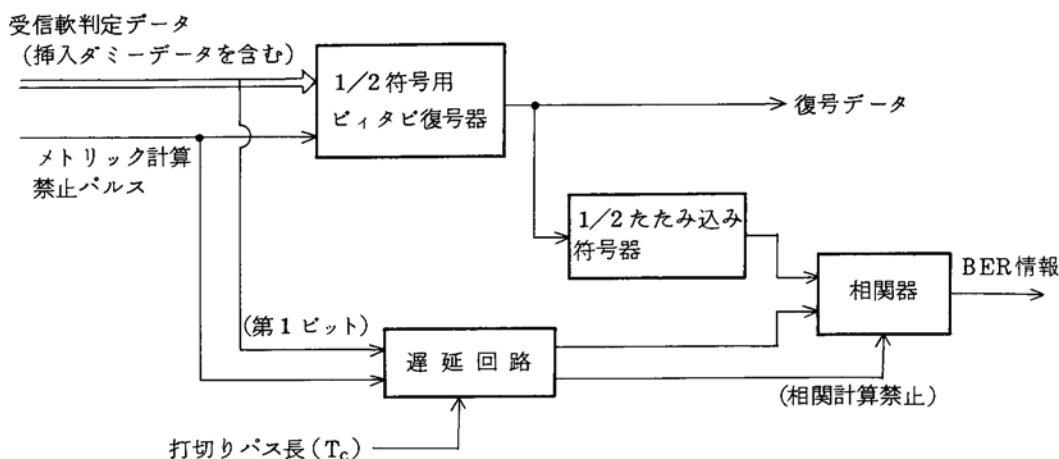 受信軟判定データ
(挿入ダミーデータを含む)
1/2符号用
ビィタビ復号器
復号データ
メトリック計算
禁止パルス
1/2たたみ込み
符号器
相関器
BER情報
(第1ビット)
遅延回路
(相関計算禁止)
打切りパス長(Tc)